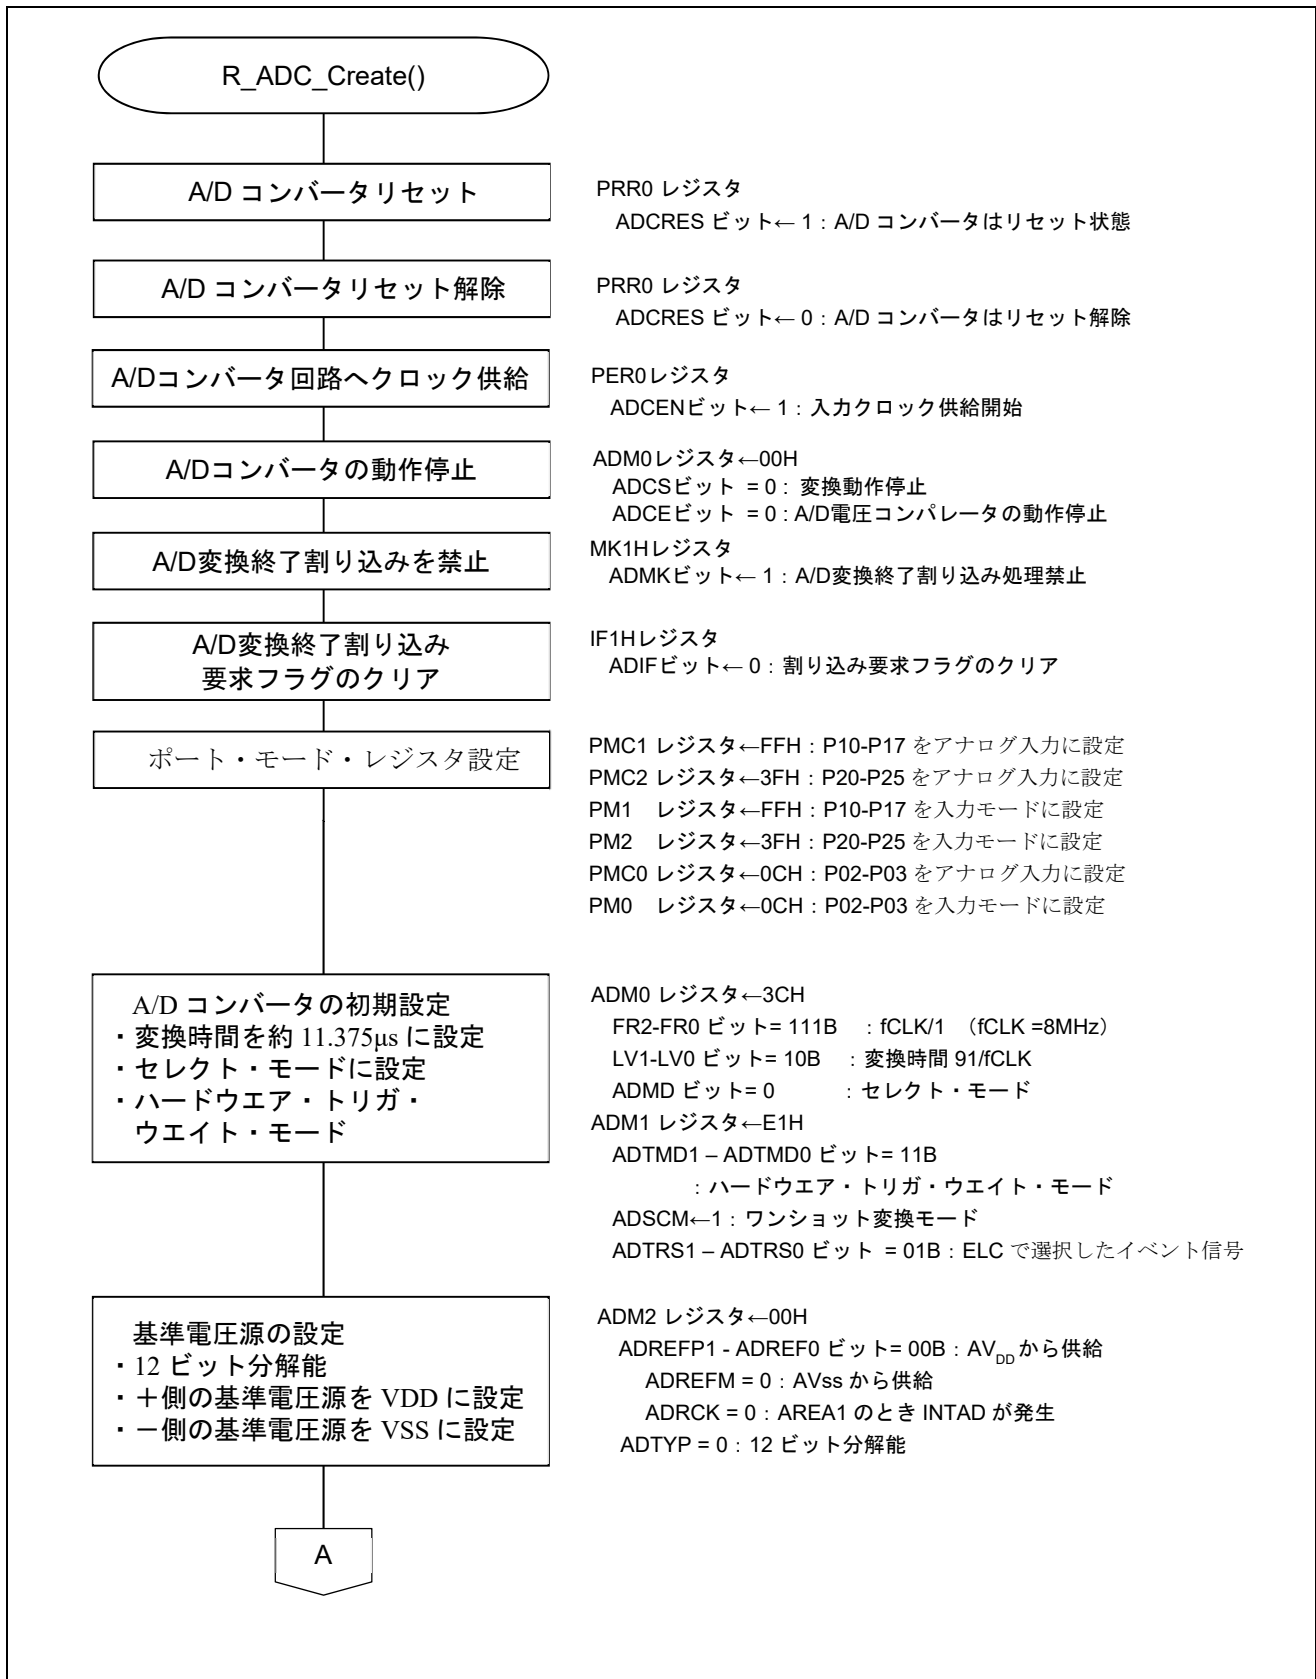 R_ADC_Create()
A/D コンバータリセット
PRR0 レジスタ
ADCRES ビット← 1：A/D コンバータはリセット状態
A/D コンバータリセット解除
PRR0 レジスタ
ADCRES ビット← 0：A/D コンバータはリセット解除
A/Dコンバータ回路へクロック供給
PER0レジスタ
ADCENビット← 1：入力クロック供給開始
A/Dコンバータの動作停止
ADM0レジスタ←00H
ADCSビット = 0： 変換動作停止
ADCEビット = 0 : A/D電圧コンパレータの動作停止
A/D変換終了割り込みを禁止
MK1Hレジスタ
ADMKビット← 1：A/D変換終了割り込み処理禁止
A/D変換終了割り込み
要求フラグのクリア
IF1Hレジスタ
ADIFビット← 0：割り込み要求フラグのクリア
ポート・モード・レジスタ設定
PMC1 レジスタ←FFH：P10-P17 をアナログ入力に設定
PMC2 レジスタ←3FH：P20-P25 をアナログ入力に設定
PM1 レジスタ←FFH：P10-P17 を入力モードに設定
PM2 レジスタ←3FH：P20-P25 を入力モードに設定
PMC0 レジスタ←0CH：P02-P03 をアナログ入力に設定
PM0 レジスタ←0CH：P02-P03 を入力モードに設定
A/D コンバータの初期設定
・変換時間を約 11.375μs に設定
・セレクト・モードに設定
・ハードウエア・トリガ・
ウエイト・モード
ADM0 レジスタ←3CH
FR2-FR0 ビット= 111B ：fCLK/1 （fCLK =8MHz）
LV1-LV0 ビット= 10B ：変換時間 91/fCLK
ADMD ビット= 0 ：セレクト・モード
ADM1 レジスタ←E1H
ADTMD1 – ADTMD0 ビット= 11B
：ハードウエア・トリガ・ウエイト・モード
ADSCM←1：ワンショット変換モード
ADTRS1 – ADTRS0 ビット = 01B：ELC で選択したイベント信号
基準電圧源の設定
・12 ビット分解能
・＋側の基準電圧源を VDD に設定
・－側の基準電圧源を VSS に設定
ADM2 レジスタ←00H
ADREFP1 - ADREF0 ビット= 00B：AVDDから供給
ADREFM = 0：AVss から供給
ADRCK = 0：AREA1 のとき INTAD が発生
ADTYP = 0：12 ビット分解能
A